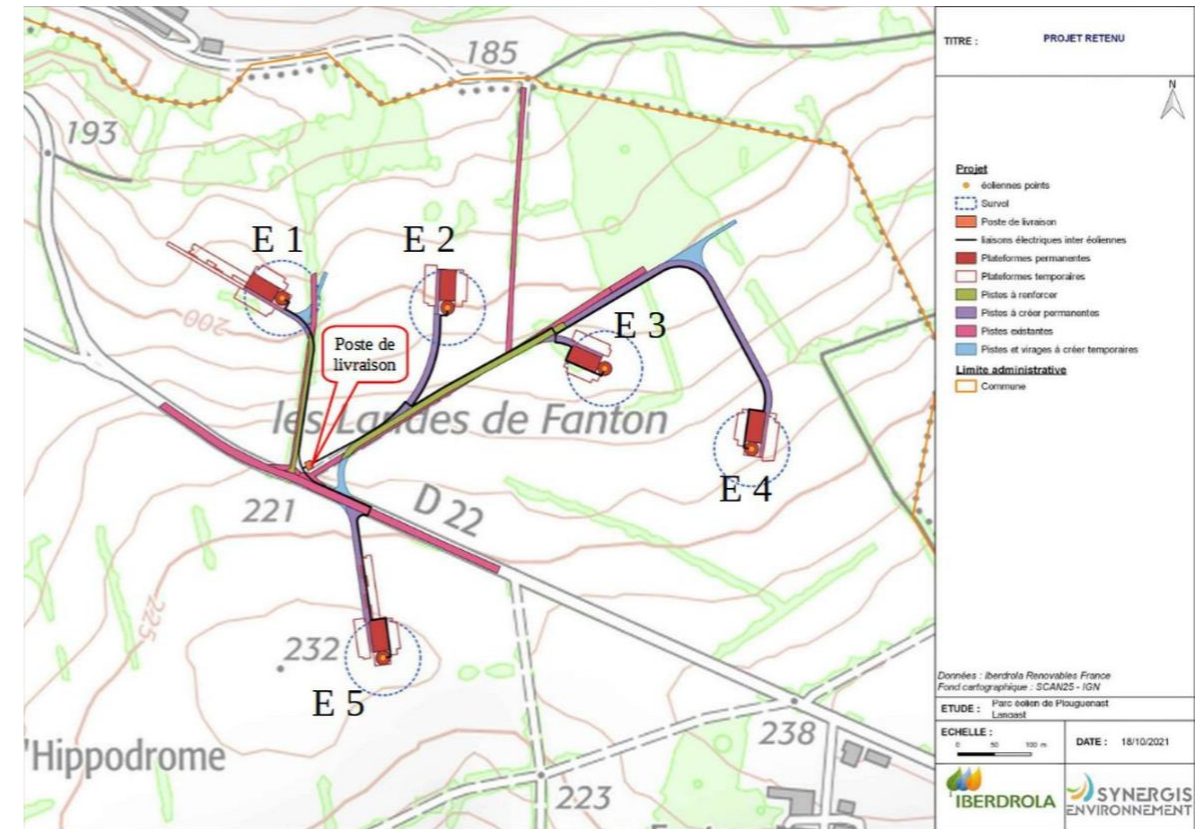 185
193
E 1
E 2
200
Poste de
livraison
E 3
les Landes de Fanton
E 4
221
D 22
225
232
E 5
238
'Hippodrome
223
TITRE :
PROJET RETENU
N
Projet
éoliennes points
Survol
Poste de livraison
liaisons électriques inter éoliennes
Plateformes permanentes
Plateformes temporaires
Pistes à renforcer
Pistes à créer permanentes
Pistes existantes
Pistes et virages à créer temporaires
Limite administrative
Commune
Données : Iberdrola Renovables France
Fond cartographique : SCAN25 - IGN
ETUDE :
Parc éolien de Plouguenast
Langast
ECHELLE :
0 50 100 m
DATE : 18/10/2021
IBERDROLA
SYNERGIS
ENVIRONNEMENT